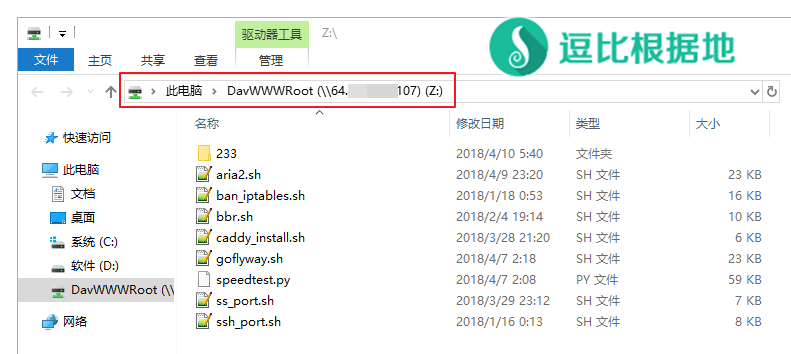 驱动器工具 Z:\
逗比根据地
文件 主页 共享 查看 管理
此电脑 DavWWWRoot (\\64. 107) (Z:)
名称 修改日期 类型 大小
快速访问
此电脑
文档
桌面
系统 (C:)
软件 (D:)
DavWWWRoot (\\
网络
233 2018/4/10 5:40 文件夹
aria2.sh 2018/4/9 23:20 SH 文件 23 KB
ban_iptables.sh 2018/1/18 0:53 SH 文件 16 KB
bbr.sh 2018/2/4 19:14 SH 文件 10 KB
caddy_install.sh 2018/3/28 21:20 SH 文件 6 KB
goflyway.sh 2018/4/7 2:18 SH 文件 23 KB
speedtest.py 2018/4/7 2:08 PY 文件 59 KB
ss_port.sh 2018/3/29 23:12 SH 文件 7 KB
ssh_port.sh 2018/1/16 0:13 SH 文件 8 KB